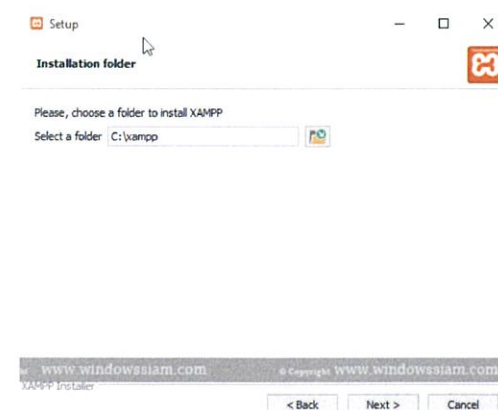 Setup
Installation folder
Please, choose a folder to install XAMPP
Select a folder C:\xampp
www.windowssiam.com © Copyright www.windowssiam.com
XAMPP Installer
< Back Next > Cancel